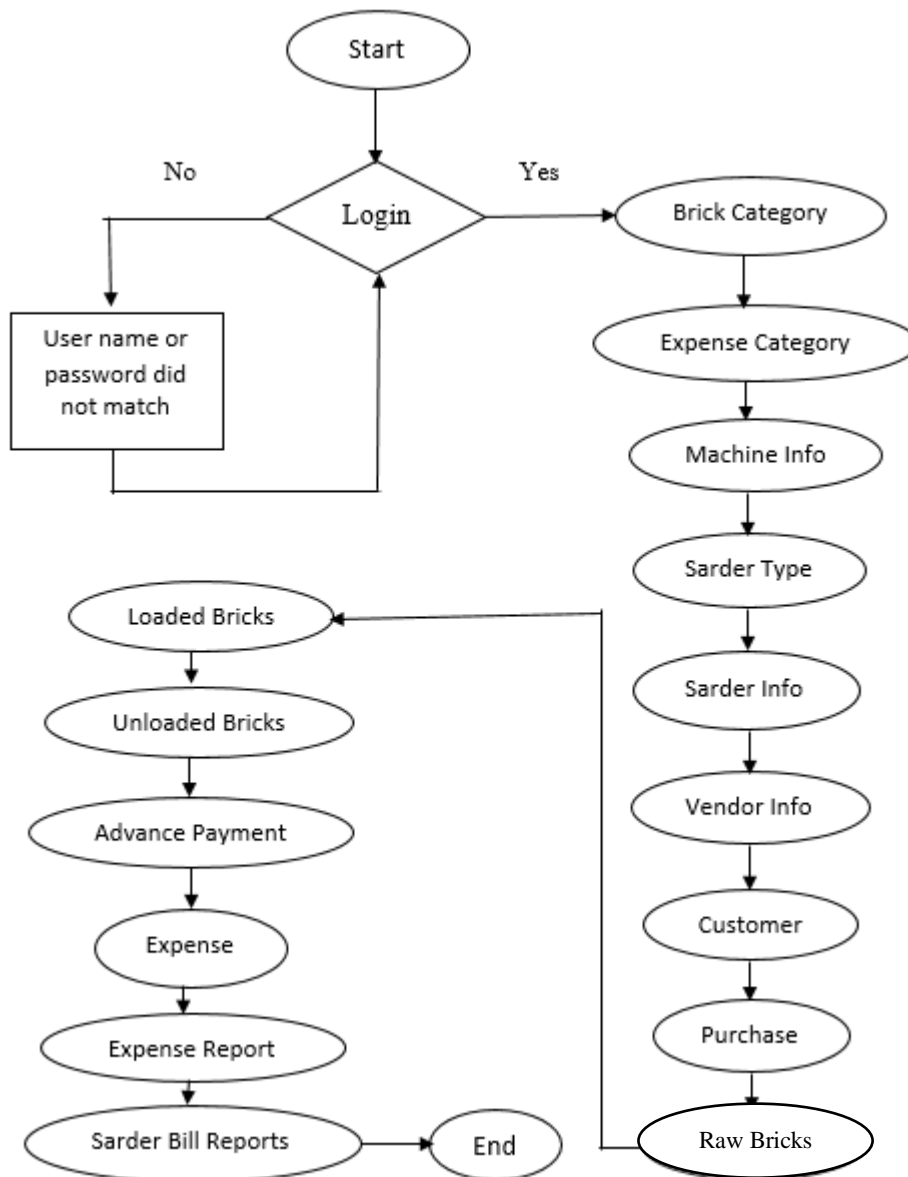 Start
No
Yes
Login
Brick Category
User name or
password did
not match
Expense Category
Machine Info
Sarder Type
Sarder Info
Vendor Info
Customer
Purchase
Raw Bricks
Loaded Bricks
Unloaded Bricks
Advance Payment
Expense
Expense Report
Sarder Bill Reports
End